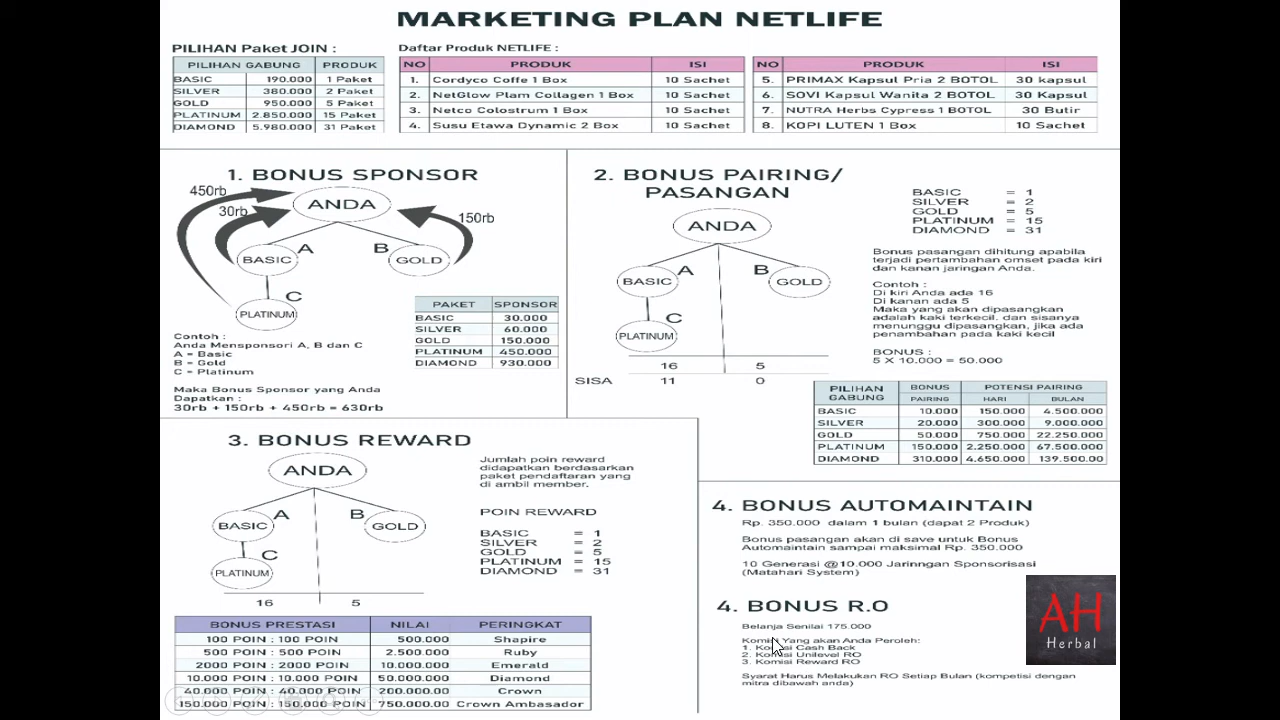 MARKETING PLAN NETLIFE
PILIHAN Paket JOIN :
PILIHAN GABUNG PRODUK
BASIC 190.000 1 Paket
SILVER 380.000 2 Paket
GOLD 950.000 5 Paket
PLATINUM 2.850.000 15 Paket
DIAMOND 5.980.000 31 Paket
Daftar Produk NETLIFE :
NO PRODUK ISI
1. Cordyco Coffe 1 Box 10 Sachet
2. NetGlow Plam Collagen 1 Box 10 Sachet
3. Netco Colostrum 1 Box 10 Sachet
4. Susu Etawa Dynamic 2 Box 10 Sachet
NO PRODUK ISI
5. PRIMAX Kapsul Pria 2 BOTOL 30 kapsul
6. SOVI Kapsul Wanita 2 BOTOL 30 Kapsul
7. NUTRA Herbs Cypress 1 BOTOL 30 Butir
8. KOPI LUTEN 1 Box 10 Sachet
1. BONUS SPONSOR
450rb
30rb
150rb
ANDA
A
B
BASIC
GOLD
C
PLATINUM
Contoh :
Anda Mensponsori A, B dan C
A = Basic
B = Gold
C = Platinum
Maka Bonus Sponsor yang Anda
Dapatkan :
30rb + 150rb + 450rb = 630rb
PAKET SPONSOR
BASIC 30.000
SILVER 60.000
GOLD 150.000
PLATINUM 450.000
DIAMOND 930.000
2. BONUS PAIRING/
PASANGAN
ANDA
A
B
BASIC
GOLD
C
PLATINUM
16 5
SISA 11 0
BASIC = 1
SILVER = 2
GOLD = 5
PLATINUM = 15
DIAMOND = 31
Bonus pasangan dihitung apabila
terjadi pertambahan omset pada kiri
dan kanan jaringan Anda.
Contoh :
Di kiri Anda ada 16
Di kanan ada 5
Maka yang akan dipasangkan
adalah kaki terkecil. dan sisanya
menunggu dipasangkan, jika ada
penambahan pada kaki kecil
BONUS :
5 X 10.000 = 50.000
PILIHAN GABUNG BONUS PAIRING POTENSI PAIRING
HARI BULAN
BASIC 10.000 150.000 4.500.000
SILVER 20.000 300.000 9.000.000
GOLD 50.000 750.000 22.250.000
PLATINUM 150.000 2.250.000 67.500.000
DIAMOND 310.000 4.650.000 139.500.00
3. BONUS REWARD
ANDA
A
B
BASIC
GOLD
C
PLATINUM
16 5
Jumlah poin reward
didapatkan berdasarkan
paket pendaftaran yang
di ambil member.
POIN REWARD
BASIC = 1
SILVER = 2
GOLD = 5
PLATINUM = 15
DIAMOND = 31
BONUS PRESTASI NILAI PERINGKAT
100 POIN : 100 POIN 500.000 Shapire
500 POIN : 500 POIN 2.500.000 Ruby
2000 POIN : 2000 POIN 10.000.000 Emerald
10.000 POIN : 10.000 POIN 50.000.000 Diamond
40.000 POIN : 40.000 POIN 200.000.000 Crown
150.000 POIN : 150.000 POIN 750.000.00 Crown Ambasador
4. BONUS AUTOMAINTAIN
Rp. 350.000 dalam 1 bulan (dapat 2 Produk)
Bonus pasangan akan di save untuk Bonus
Automaintain sampai maksimal Rp. 350.000
10 Generasi @10.000 Jarinngan Sponsorisasi
(Matahari System)
4. BONUS R.O
Belanja Senilai 175.000
Komisi Yang akan Anda Peroleh:
1. Komisi Cash Back
2. Komisi Unilevel RO
3. Komisi Reward RO
Syarat Harus Melakukan RO Setiap Bulan (kompetisi dengan
mitra dibawah anda)
AH
Herbal